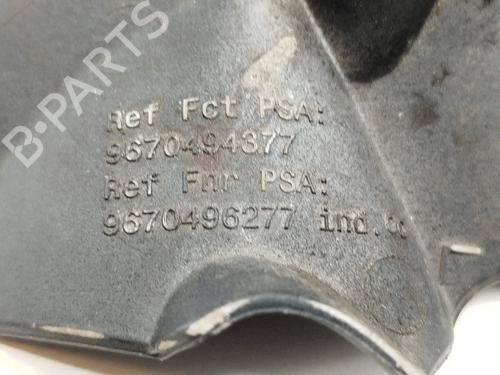 B-PARTS
Ref Fct PSA:
9670494377
Ref Fnr PSA:
9670496277 ind.